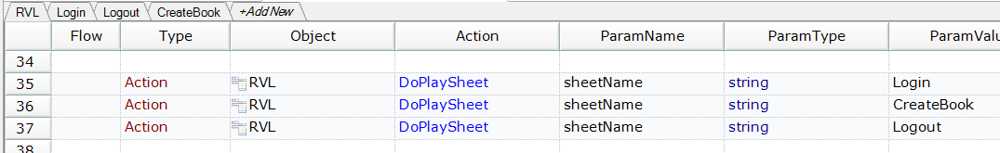 RVL Login Logout CreateBook +Add New
Flow Type Object Action ParamName ParamType ParamValu
34
35 Action RVL DoPlaySheet sheetName string Login
36 Action RVL DoPlaySheet sheetName string CreateBook
37 Action RVL DoPlaySheet sheetName string Logout
38